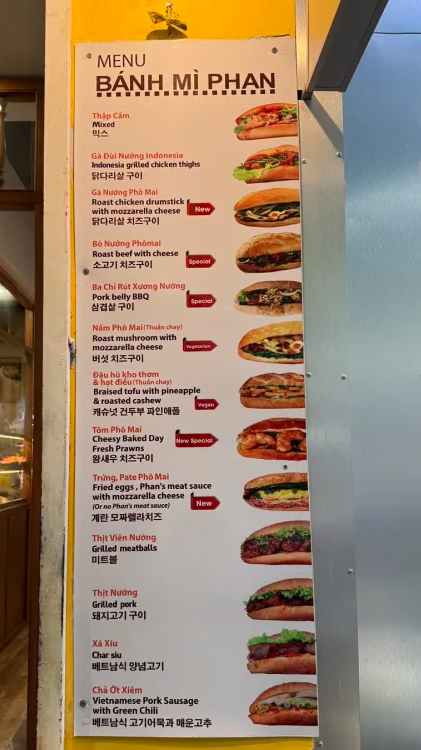 MENU
BÁNH MÌ PHAN
Thập Cẩm
Mixed
믹스
Gà Đùi Nướng Indonesia
Indonesia grilled chicken thighs
닭다리살 구이
Gà Nướng Phô Mai
Roast chicken drumstick
with mozzarella cheese
New
닭다리살 치즈구이
Bò Nướng Phômai
Roast beef with cheese
소고기 치즈구이
Special
Ba Chỉ Rút Xương Nướng
Pork belly BBQ
Special
삼겹살 구이
Nấm Phô Mai (Thuần chay)
Roast mushroom with
mozzarella cheese
Vegetarian
버섯 치즈구이
Đậu hũ kho thơm
& hạt điều (Thuần chay)
Braised tofu with pineapple
& roasted cashew
Vegan
캐슈넛 건두부 파인애플
Tôm Phô Mai
Cheesy Baked Day
New Special
Fresh Prawns
왕새우 치즈구이
Trứng, Pate Phô Mai
Fried eggs , Phan's meat sauce
with mozzarella cheese
(Or no Phan's meat sauce)
New
계란 모짜렐라치즈
Thịt Viên Nướng
Grilled meatballs
미트볼
Thịt Nướng
Grilled pork
돼지고기 구이
Xá Xíu
Char siu
베트남식 양념고기
Chả Ớt Xiêm
Vietnamese Pork Sausage
with Green Chili
베트남식 고기어묵과 매운고추